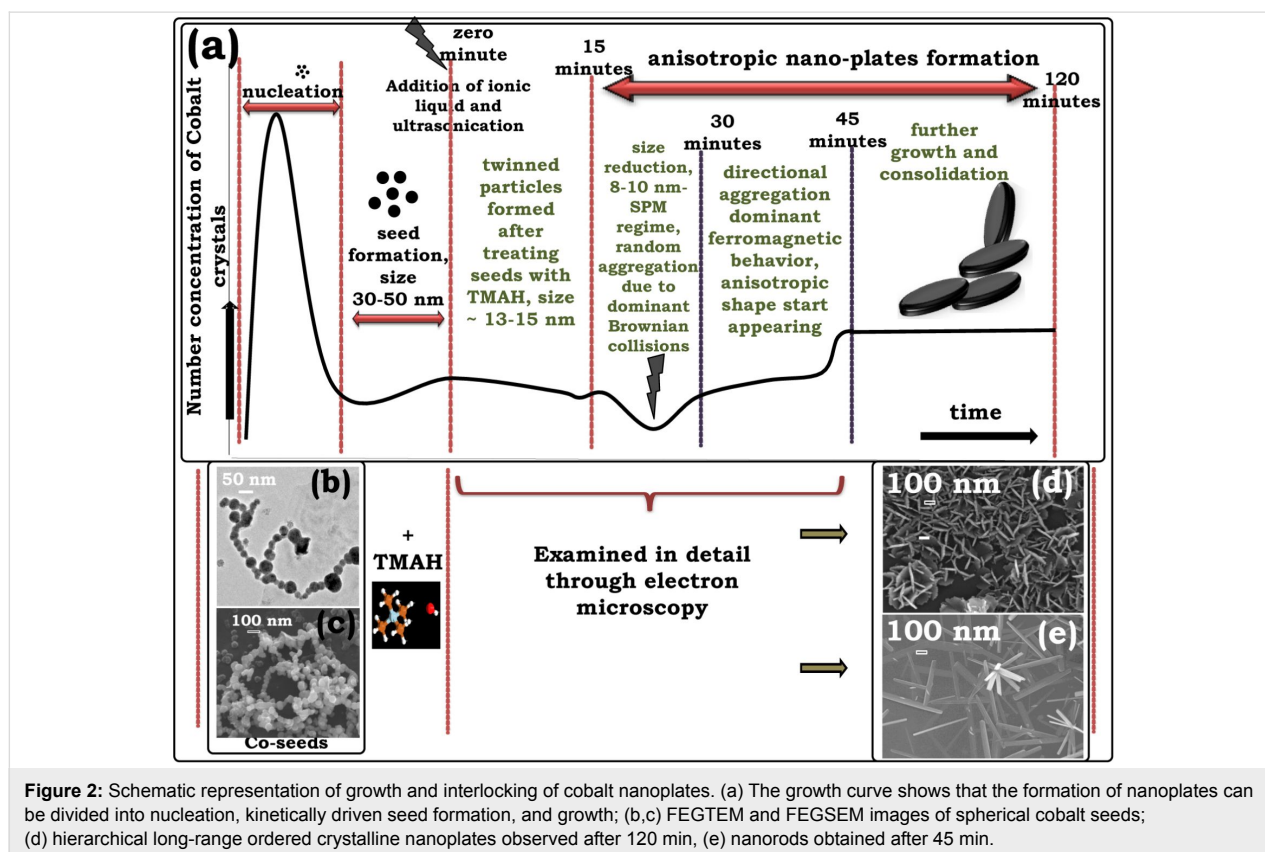 (a)
zero
minute
15
minutes
anisotropic nano-plates formation
120
minutes
nucleation
Addition of ionic
liquid and
ultrasonication
30
minutes
45
minutes
Number concentration of Cobalt
crystals
seed
formation,
size
30-50 nm
twinned
particles
formed
after
treating
seeds with
TMAH, size
~ 13-15 nm
size
reduction,
8-10 nm-
SPM
regime,
random
aggregation
due to
dominant
Brownian
collisions
directional
aggregation
dominant
ferromagnetic
behavior,
anisotropic
shape start
appearing
further
growth and
consolidation
time
50 nm
(b)
100 nm
(c)
Co-seeds
+
TMAH
Examined in detail
through electron
microscopy
100 nm
(d)
100 nm
(e)
Figure 2: Schematic representation of growth and interlocking of cobalt nanoplates. (a) The growth curve shows that the formation of nanoplates can
be divided into nucleation, kinetically driven seed formation, and growth; (b,c) FEGTEM and FEGSEM images of spherical cobalt seeds;
(d) hierarchical long-range ordered crystalline nanoplates observed after 120 min, (e) nanorods obtained after 45 min.